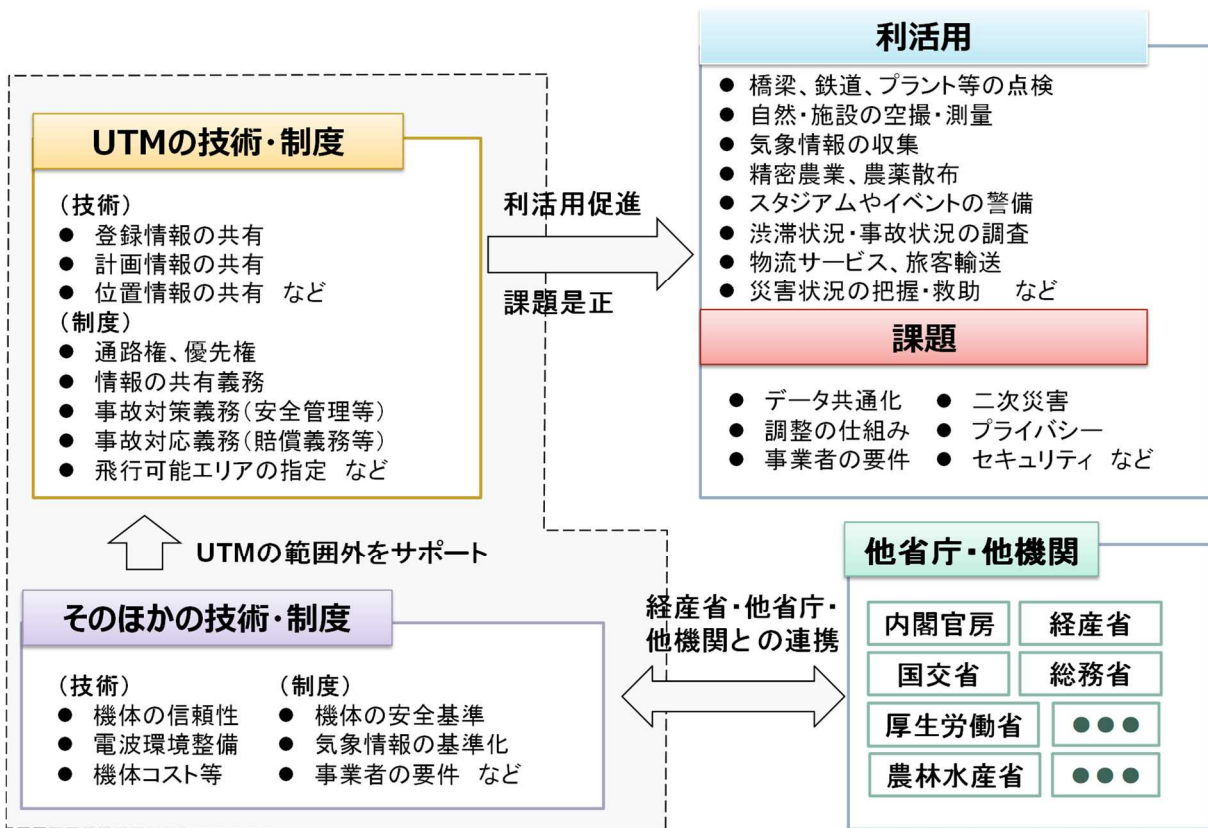 UTMの技術・制度
（技術）
● 登録情報の共有
● 計画情報の共有
● 位置情報の共有 など
（制度）
● 通路権、優先権
● 情報の共有義務
● 事故対策義務（安全管理等）
● 事故対応義務（賠償義務等）
● 飛行可能エリアの指定 など
利活用促進
課題是正
利活用
● 橋梁、鉄道、プラント等の点検
● 自然・施設の空撮・測量
● 気象情報の収集
● 精密農業、農薬散布
● スタジアムやイベントの警備
● 渋滞状況・事故状況の調査
● 物流サービス、旅客輸送
● 災害状況の把握・救助 など
課題
● データ共通化
● 調整の仕組み
● 事業者の要件
● 二次災害
● プライバシー
● セキュリティ など
UTMの範囲外をサポート
そのほかの技術・制度
（技術）
● 機体の信頼性
● 電波環境整備
● 機体コスト等
（制度）
● 機体の安全基準
● 気象情報の基準化
● 事業者の要件 など
経産省・他省庁・
他機関との連携
他省庁・他機関
内閣官房
経産省
国交省
総務省
厚生労働省
●●●
農林水産省
●●●